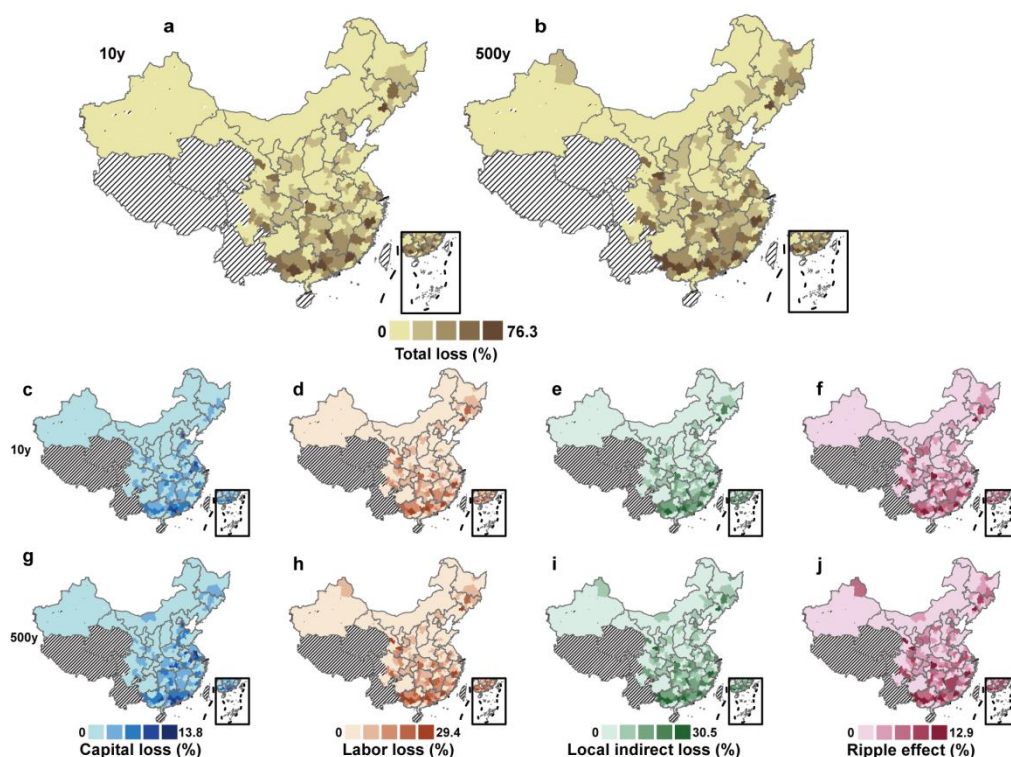 a
b
10y
500y
0 76.3
Total loss (%)
c
d
e
f
10y
g
h
i
j
500y
0 13.8
Capital loss (%)
0 29.4
Labor loss (%)
0 30.5
Local indirect loss (%)
0 12.9
Ripple effect (%)